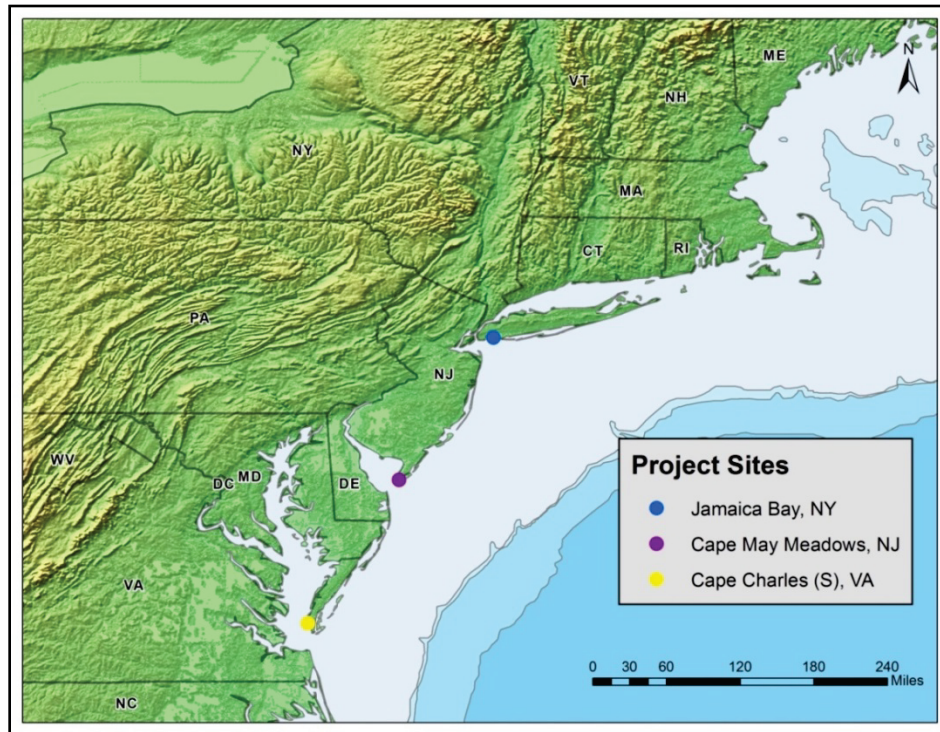 ME
N
VT
NH
NY
MA
CT
RI
PA
NJ
WV
DC
MD
DE
VA
NC
Project Sites
Jamaica Bay, NY
Cape May Meadows, NJ
Cape Charles (S), VA
0 30 60 120 180 240
Miles